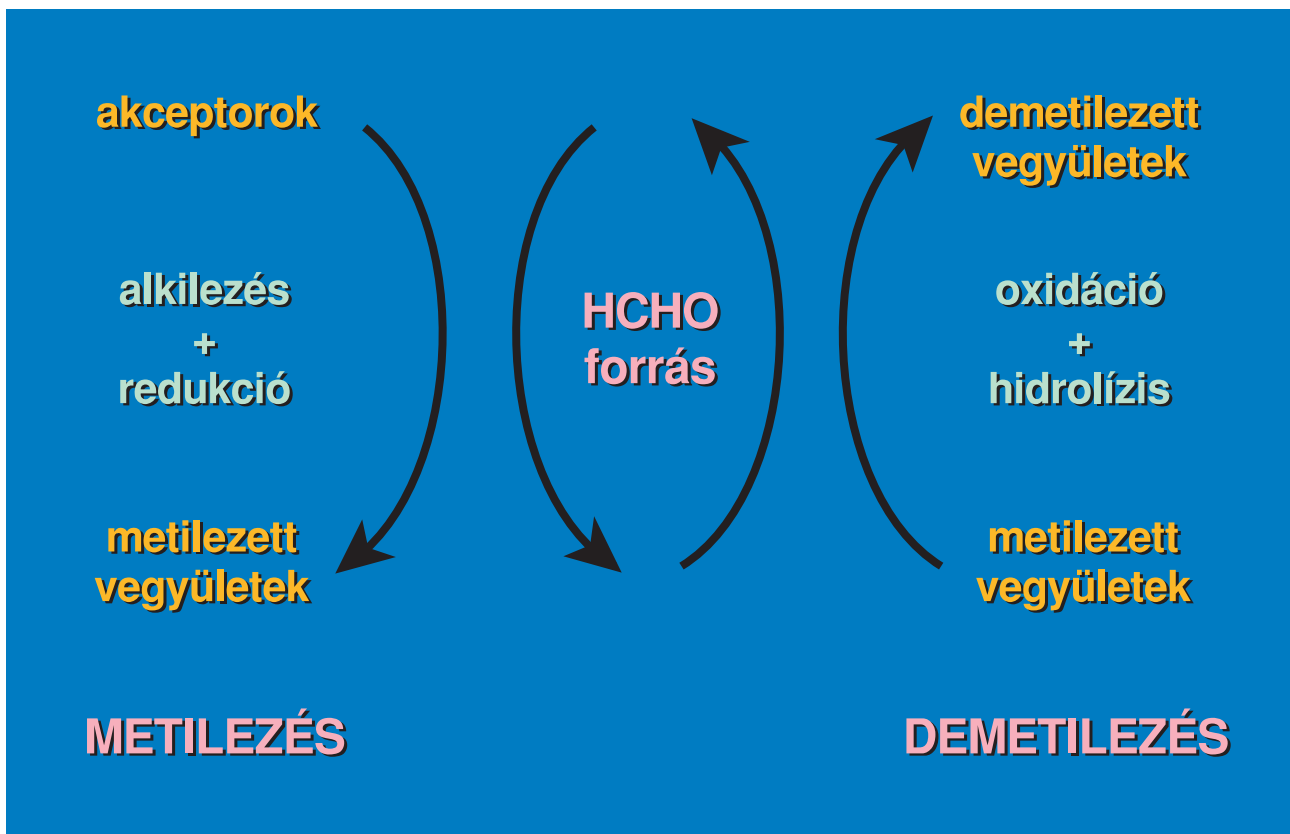 akceptorok
alkilezés
+
redukció
metilezett
vegyületek
METILEZÉS
HCHO
forrás
demetilezett
vegyületek
oxidáció
+
hidrolízis
metilezett
vegyületek
DEMETILEZÉS